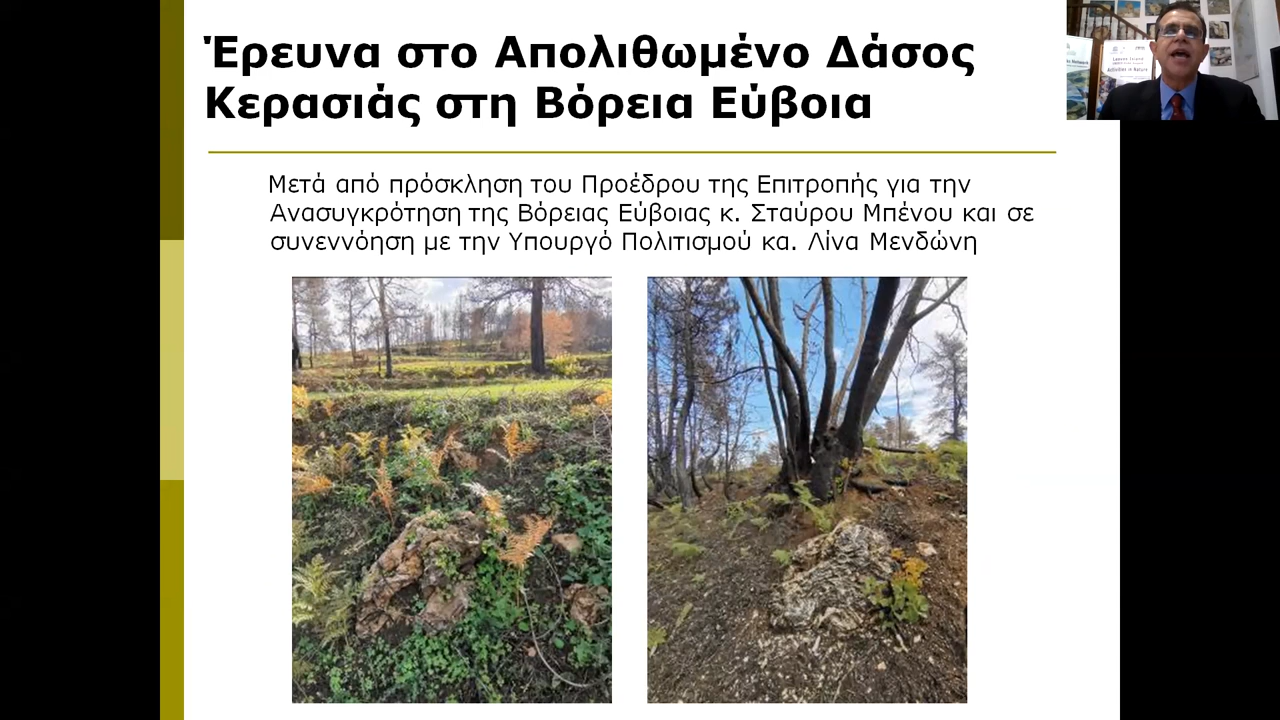 Έρευνα στο Απολιθωμένο Δάσος
Κερασιάς στη Βόρεια Εύβοια
Μετά από πρόσκληση του Προέδρου της Επιτροπής για την
Ανασυγκρότηση της Βόρειας Εύβοιας κ. Σταύρου Μπένου και σε
συνεννόηση με την Υπουργό Πολιτισμού κα. Λίνα Μενδώνη